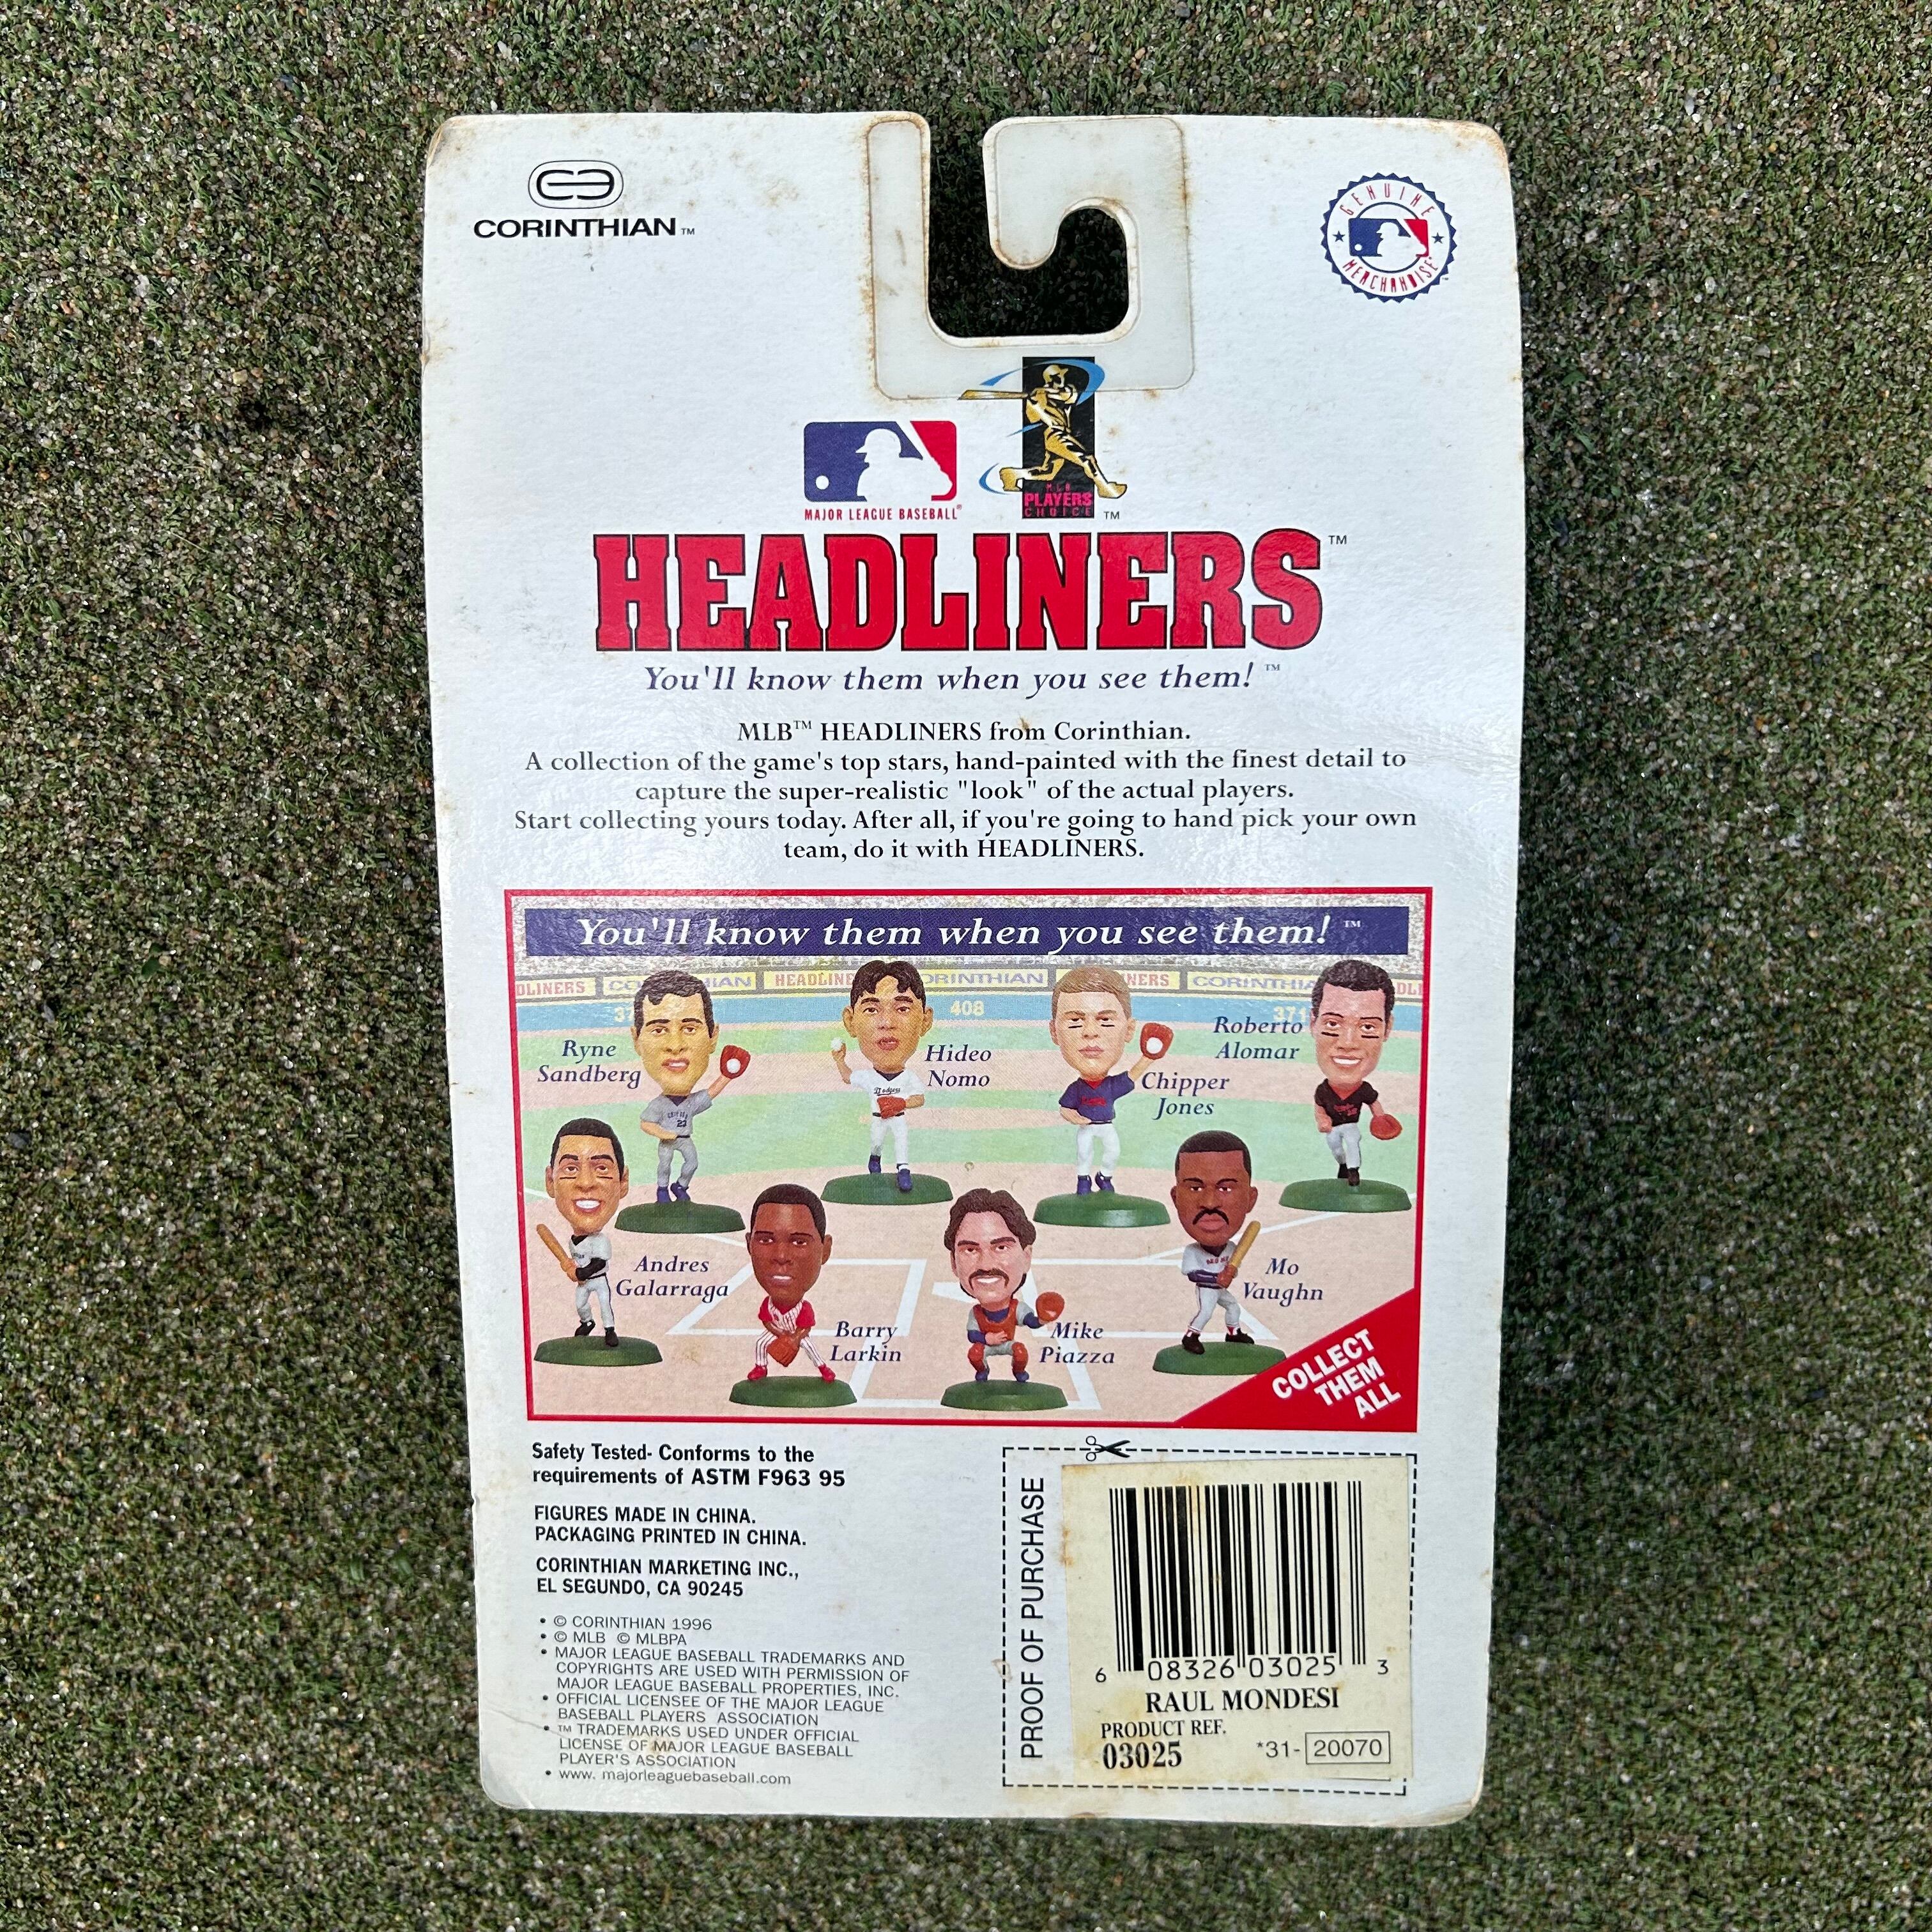 CORINTHIAN™
GENUINE
MERCHANDISE™
MAJOR LEAGUE BASEBALL®
MLB
PLAYERS
CHOICE ™
HEADLINERS™
You'll know them when you see them! ™
MLB™ HEADLINERS from Corinthian.
A collection of the game's top stars, hand-painted with the finest detail to
capture the super-realistic "look" of the actual players.
Start collecting yours today. After all, if you're going to hand pick your own
team, do it with HEADLINERS.
You'll know them when you see them! ™
HEADLINE
CORINTHIA
408
371
Ryne
Sandberg
Hideo
Nomo
Dodgers
Chipper
Jones
Roberto
Alomar
23
Andres
Galarraga
Barry
Larkin
Mike
Piazza
Mo
Vaughn
COLLECT
THEM
ALL
Safety Tested- Conforms to the
requirements of ASTM F963 95
FIGURES MADE IN CHINA.
PACKAGING PRINTED IN CHINA.
CORINTHIAN MARKETING INC.,
EL SEGUNDO, CA 90245
• © CORINTHIAN 1996
• © MLB © MLBPA
• MAJOR LEAGUE BASEBALL TRADEMARKS AND
COPYRIGHTS ARE USED WITH PERMISSION OF
MAJOR LEAGUE BASEBALL PROPERTIES, INC.
• OFFICIAL LICENSEE OF THE MAJOR LEAGUE
BASEBALL PLAYERS ASSOCIATION
• ™ TRADEMARKS USED UNDER OFFICIAL
LICENSE OF MAJOR LEAGUE BASEBALL
PLAYER'S ASSOCIATION
• www. majorleaguebaseball.com
PROOF OF PURCHASE
6 08326 03025 3
RAUL MONDESI
PRODUCT REF.
03025 *31- 20070